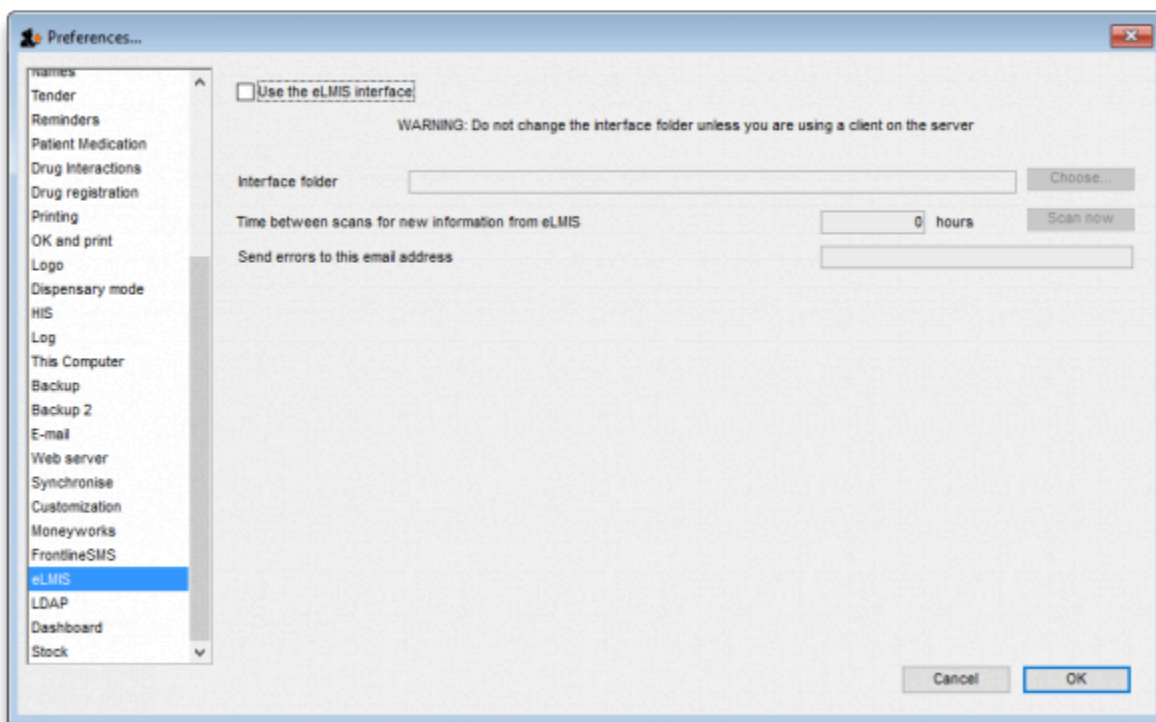 Preferences...
Names
Tender
Reminders
Patient Medication
Drug Interactions
Drug registration
Printing
OK and print
Logo
Dispensary mode
HIS
Log
This Computer
Backup
Backup 2
E-mail
Web server
Synchronise
Customization
Moneyworks
FrontlineSMS
eLMIS
LDAP
Dashboard
Stock
Use the eLMIS interface
WARNING: Do not change the interface folder unless you are using a client on the server
Interface folder Choose...
Time between scans for new information from eLMIS 0 hours Scan now
Send errors to this email address
Cancel OK